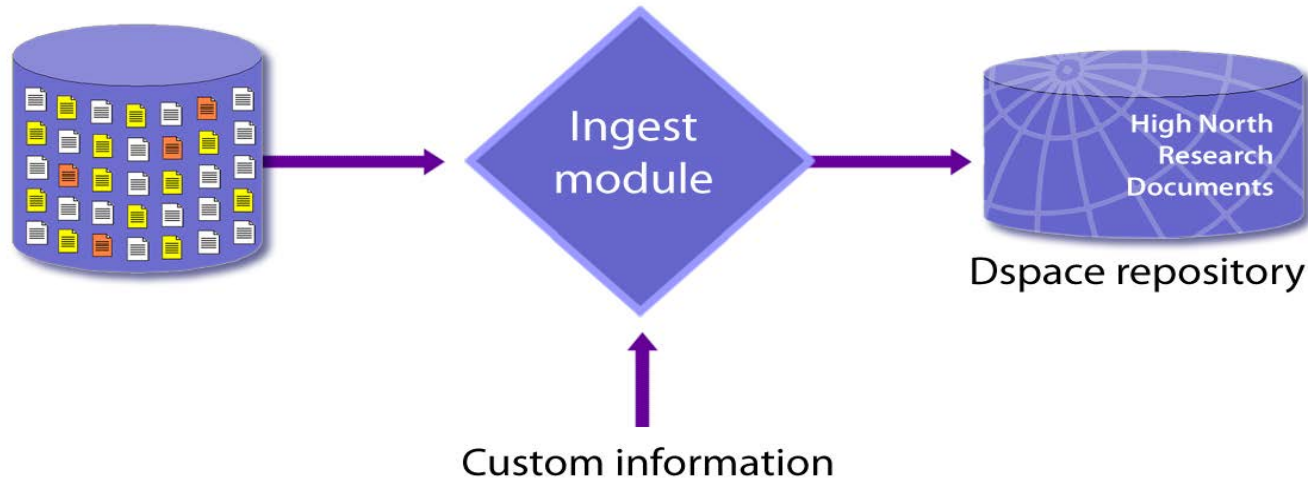 Ingest
module
High North
Research
Documents
Dspace repository
Custom information